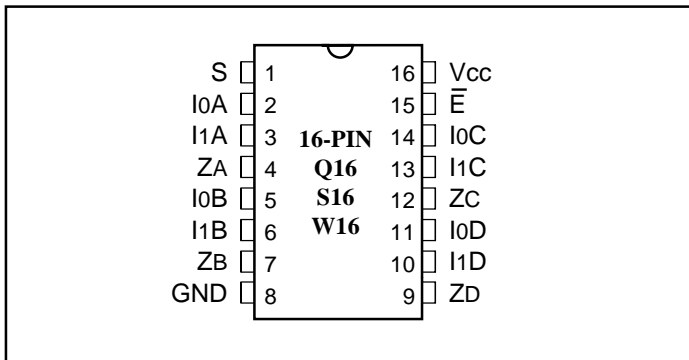 S 1 16 Vcc
I0A 2 15 E̅
I1A 3 16-PIN 14 I0C
ZA 4 Q16 13 I1C
I0B 5 S16 12 ZC
I1B 6 W16 11 I0D
ZB 7 10 I1D
GND 8 9 ZD